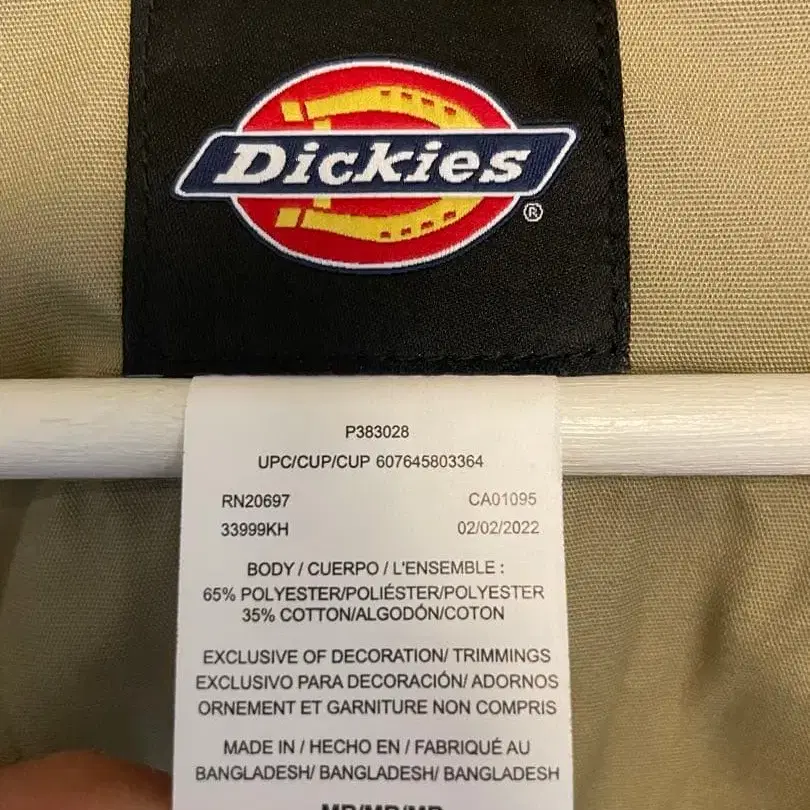 Dickies
®
P383028
UPC/CUP/CUP 607645803364
RN20697 CA01095
33999KH 02/02/2022
BODY / CUERPO / L'ENSEMBLE :
65% POLYESTER/POLIÉSTER/POLYESTER
35% COTTON/ALGODÓN/COTON
EXCLUSIVE OF DECORATION/ TRIMMINGS
EXCLUSIVO PARA DECORACIÓN/ ADORNOS
ORNEMENT ET GARNITURE NON COMPRIS
MADE IN / HECHO EN / FABRIQUÉ AU
BANGLADESH/ BANGLADESH/ BANGLADESH